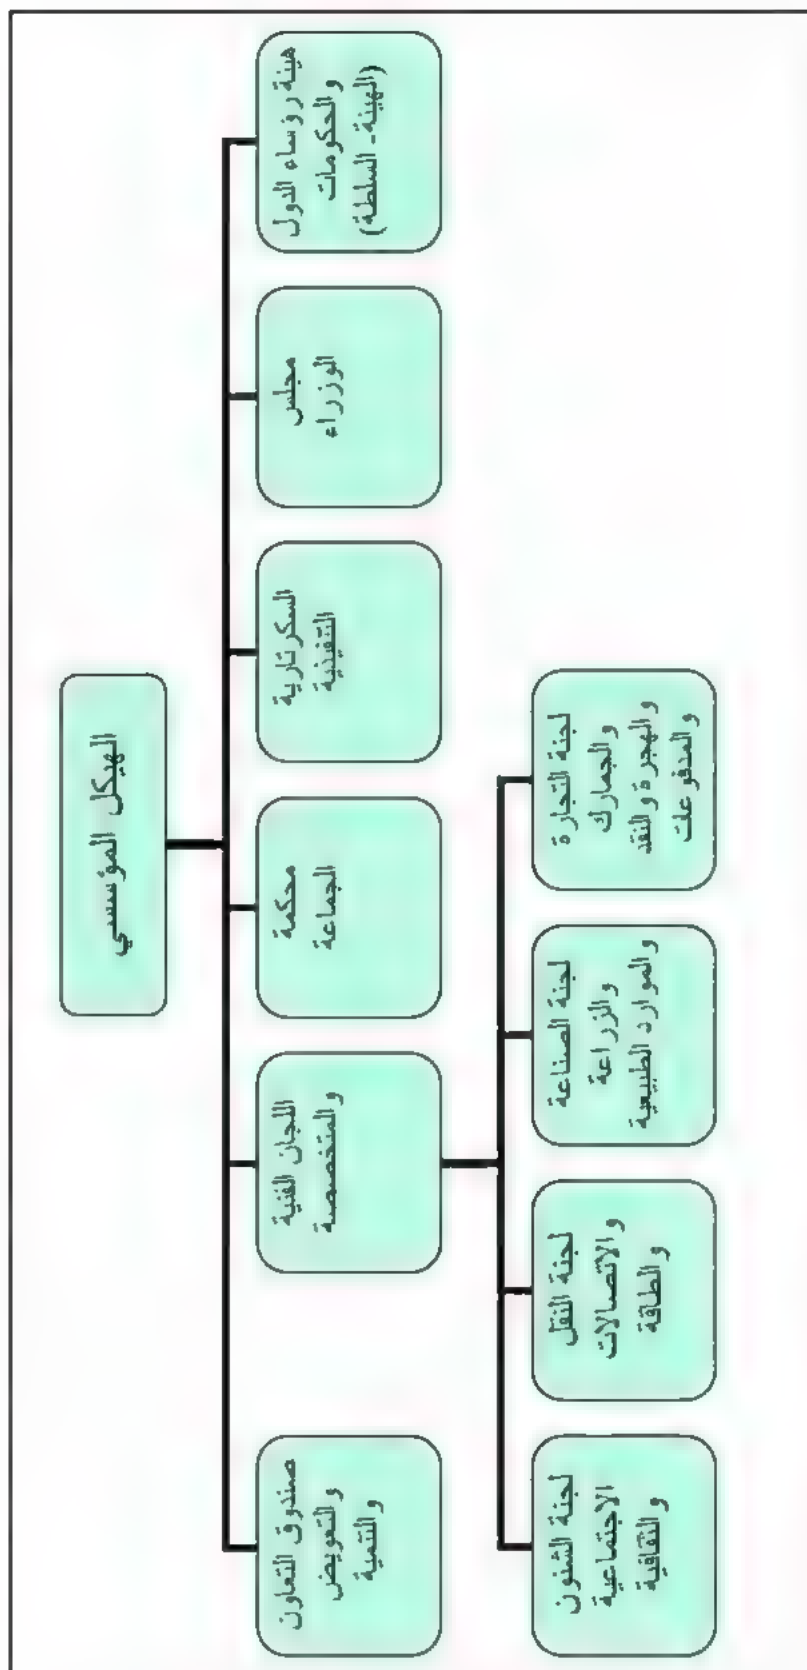 الهيكل المؤسسي
هيئة رؤساء الدول
والحكومات
(الهيئة - السلطة)
مجلس
الوزراء
السكرتارية
التنفيذية
محكمة
الجماعة
اللجان الفنية
والمتخصصة
صندوق التعاون
والتعويض
والتنمية
لجنة التجارة
والجمارك
والهجرة والنقد
والمدفوعات
لجنة الصناعة
والزراعة
والموارد الطبيعية
لجنة النقل
والاتصالات
والطاقة
لجنة الشئون
الاجتماعية
والثقافية